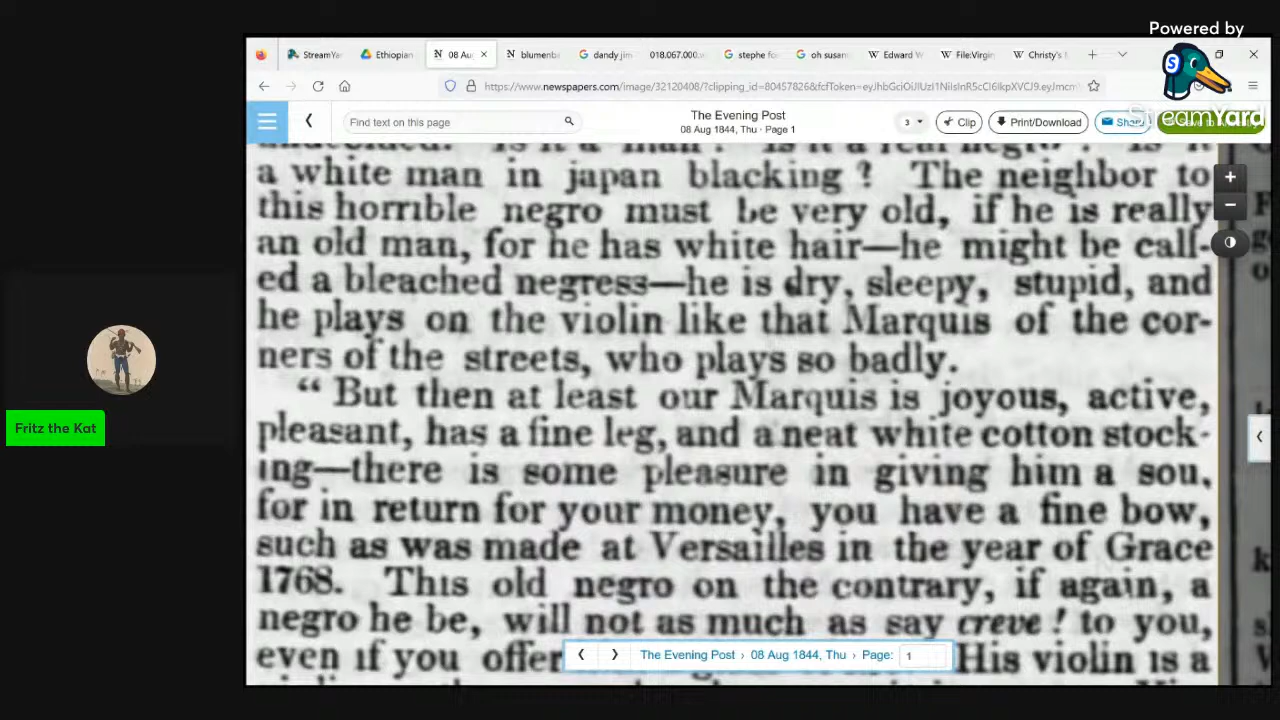 Powered by
StreamYard
StreamYar
Ethiopian
08 Au
blumenba
dandy jim
018.067.000.
stephe fo
oh susan
Edward W
File:Virgin
Christy's
https://www.newspapers.com/image/32120408/?clipping_id=80457826&fcfToken=eyJhbGciOiJIUzI1NiIsInR5cCI6IkpXVCJ9.eyJmcm
Find text on this page
The Evening Post
08 Aug 1844, Thu · Page 1
3
Clip
Print/Download
Share
a white man in japan blacking? The neighbor to
this horrible negro must be very old, if he is really
an old man, for he has white hair—he might be call-
ed a bleached negress—he is dry, sleepy, stupid, and
he plays on the violin like that Marquis of the cor-
ners of the streets, who plays so badly.
"But then at least our Marquis is joyous, active,
pleasant, has a fine leg, and a neat white cotton stock-
ing—there is some pleasure in giving him a sou,
for in return for your money, you have a fine bow,
such as was made at Versailles in the year of Grace
1768. This old negro on the contrary, if again, a
negro he be, will not as much as say creve! to you,
even if you offer
His violin is a
The Evening Post › 08 Aug 1844, Thu › Page: 1
Fritz the Kat